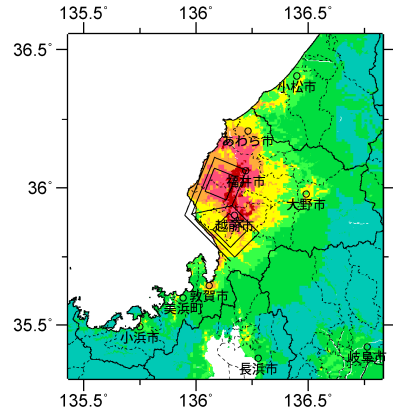 135.5° 136° 136.5°
36.5°
小松市
あわら市
福井市
36°
大野市
越前市
敦賀市
美浜町
35.5°
小浜市
岐阜市
長浜市
135.5° 136° 136.5°